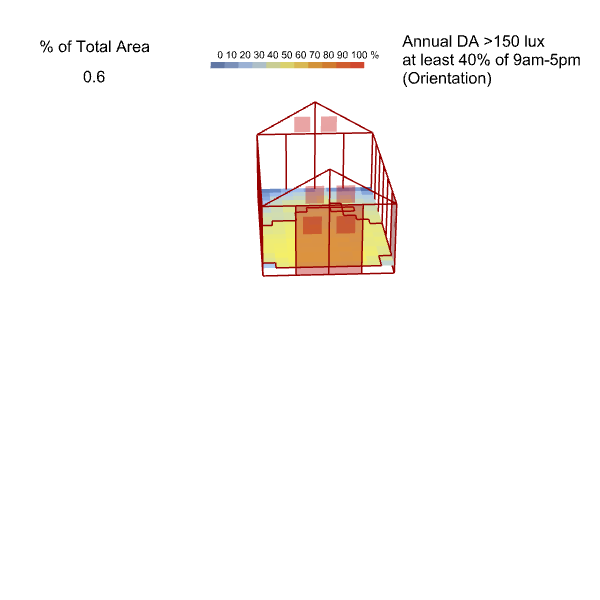 % of Total Area
0.6
0 10 20 30 40 50 60 70 80 90 100 %
Annual DA >150 lux
at least 40% of 9am-5pm
(Orientation)